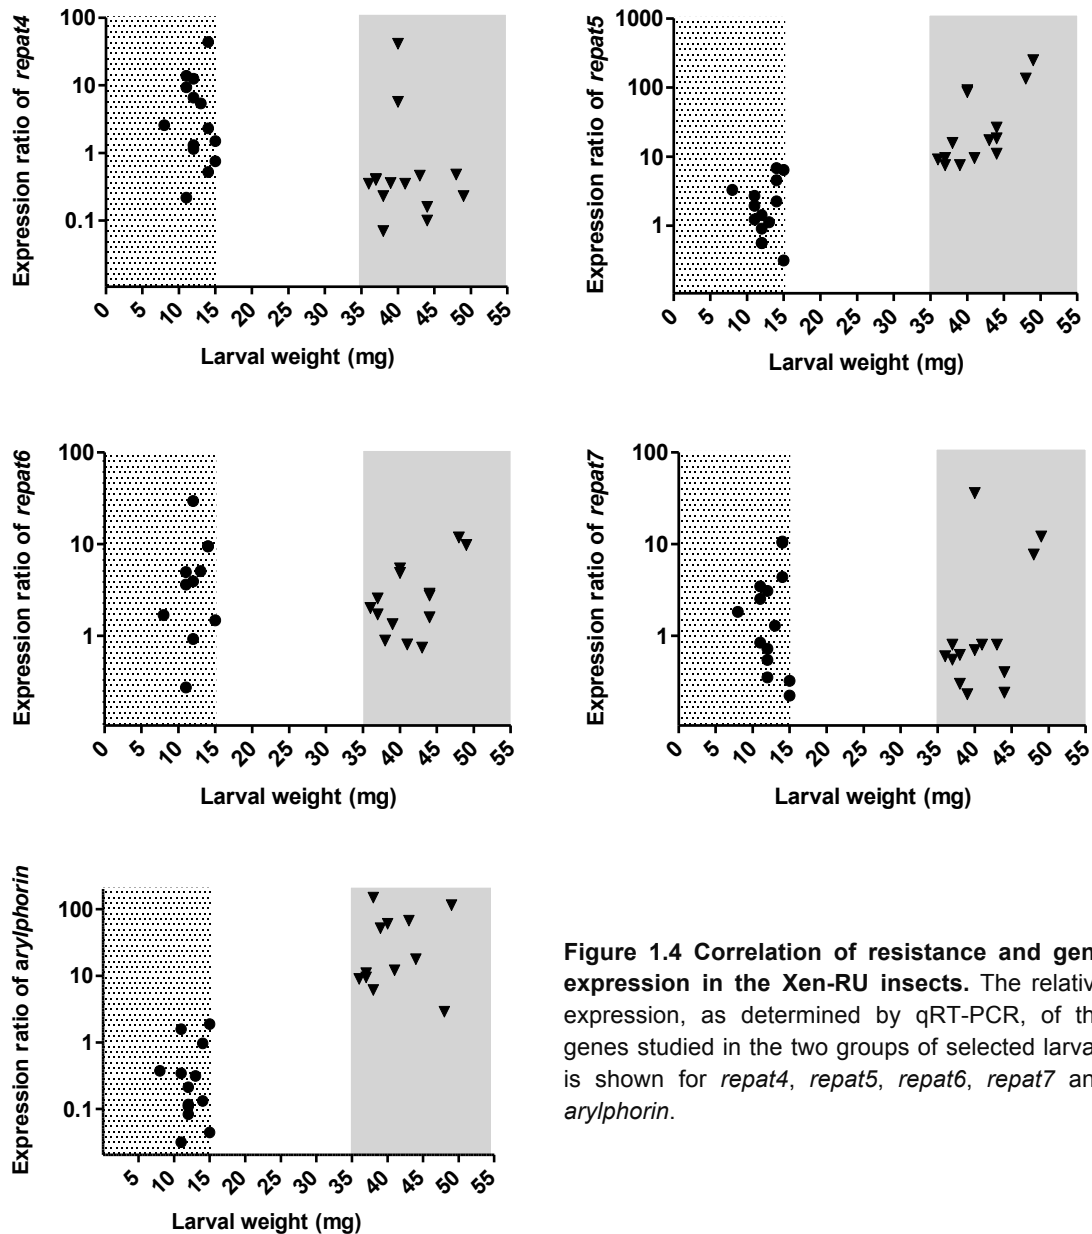 Expression ratio of repat4
100
10
1
0.1
0 5 10 15 20 25 30 35 40 45 50 55
Larval weight (mg)
Expression ratio of repat5
1000
100
10
1
0 5 10 15 20 25 30 35 40 45 50 55
Larval weight (mg)
Expression ratio of repat6
100
10
1
0 5 10 15 20 25 30 35 40 45 50 55
Larval weight (mg)
Expression ratio of repat7
100
10
1
0 5 10 15 20 25 30 35 40 45 50 55
Larval weight (mg)
Expression ratio of arylphorin
100
10
1
0.1
5 10 15 20 25 30 35 40 45 50 55
Larval weight (mg)
Figure 1.4 Correlation of resistance and gen
expression in the Xen-RU insects. The relativ
expression, as determined by qRT-PCR, of th
genes studied in the two groups of selected larva
is shown for repat4, repat5, repat6, repat7 an
arylphorin.